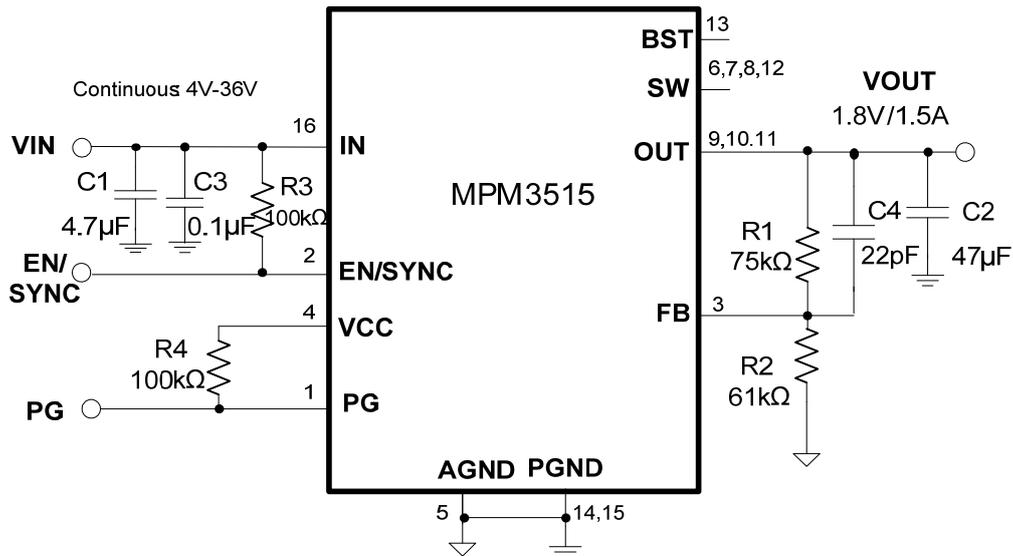 Continuous: 4V-36V
VIN
C1
4.7µF
C3
0.1µF
R3
100kΩ
EN/
SYNC
R4
100kΩ
PG
16
2
4
1
IN
EN/SYNC
VCC
PG
MPM3515
BST
SW
OUT
FB
AGND PGND
13
6,7,8,12
9,10.11
3
5
14,15
VOUT
1.8V/1.5A
R1
75kΩ
C4
22pF
C2
47µF
R2
61kΩ